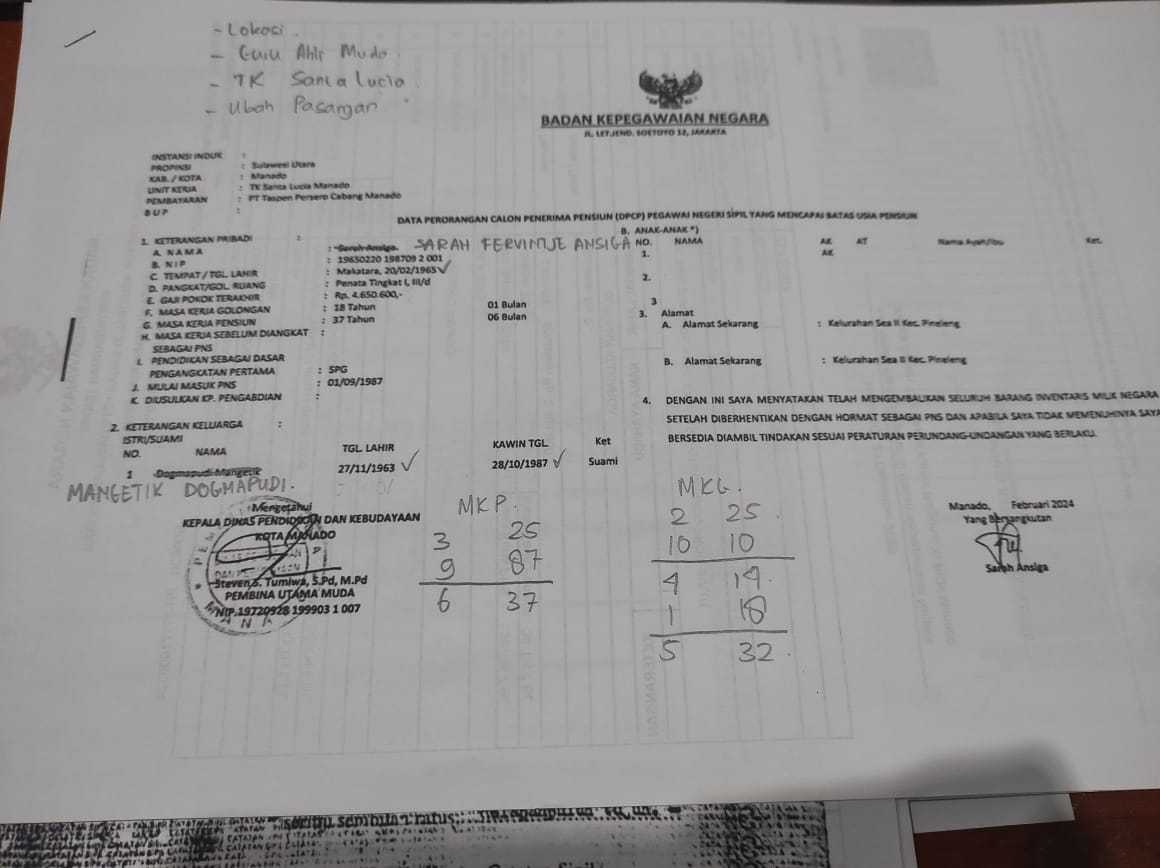 - Lokasi.
- Guru Ahli Muda.
- TK Santa Lucia.
- Ubah Pasangan
BADAN KEPEGAWAIAN NEGARA
JL. LETJEND. SOETOYO 12, JAKARTA
INSTANSI INDUK :
PROPINSI : Sulawesi Utara
KAB. / KOTA : Manado
UNIT KERJA : TK Santa Lucia Manado
PEMBAYARAN : PT Taspen Persero Cabang Manado
B U P :
DATA PERORANGAN CALON PENERIMA PENSIUN (DPCP) PEGAWAI NEGERI SIPIL YANG MENCAPAI BATAS USIA PENSIUN
1. KETERANGAN PRIBADI :
A. N A M A : Sarah Ansiga. SARAH FERVINTJE ANSIGA
B. N I P : 19650220 198709 2 001
C. TEMPAT / TGL. LAHIR : Makatara, 20/02/1965
D. PANGKAT/GOL. RUANG : Penata Tingkat I, III/d
E. GAJI POKOK TERAKHIR : Rp. 4.650.600,-
F. MASA KERJA GOLONGAN : 18 Tahun 01 Bulan
G. MASA KERJA PENSIUN : 37 Tahun 06 Bulan
H. MASA KERJA SEBELUM DIANGKAT :
SEBAGAI PNS
I. PENDIDIKAN SEBAGAI DASAR
PENGANGKATAN PERTAMA : SPG
J. MULAI MASUK PNS : 01/09/1987
K. DIUSULKAN KP. PENGABDIAN :
2. KETERANGAN KELUARGA :
ISTRI/SUAMI
NO. NAMA TGL. LAHIR KAWIN TGL. Ket
1 Dogmapudi Mangetik 27/11/1963 28/10/1987 Suami
MANGETIK DOGMAPUDI.
B. ANAK-ANAK *)
NO. NAMA AK AT Nama Ayah/Ibu Ket.
1. AK
2.
3
3. Alamat
A. Alamat Sekarang : Kelurahan Sea II Kec. Pineleng
B. Alamat Sekarang : Kelurahan Sea II Kec. Pineleng
4. DENGAN INI SAYA MENYATAKAN TELAH MENGEMBALIKAN SELURUH BARANG INVENTARIS MILIK NEGARA
SETELAH DIBERHENTIKAN DENGAN HORMAT SEBAGAI PNS DAN APABILA SAYA TIDAK MEMENUHINYA SAYA
BERSEDIA DIAMBIL TINDAKAN SESUAI PERATURAN PERUNDANG-UNDANGAN YANG BERLAKU.
Mengetahui
KEPALA DINAS PENDIDIKAN DAN KEBUDAYAAN
KOTA MANADO
Steven S. Tumiwa, S.Pd, M.Pd
PEMBINA UTAMA MUDA
NIP.19720928 199903 1 007
MKP.
3 25
9 87
6 37
MKG.
2 25
10 10
4 14
1 18
5 32
Manado, Februari 2024
Yang Bersangkutan
Sarah Ansiga